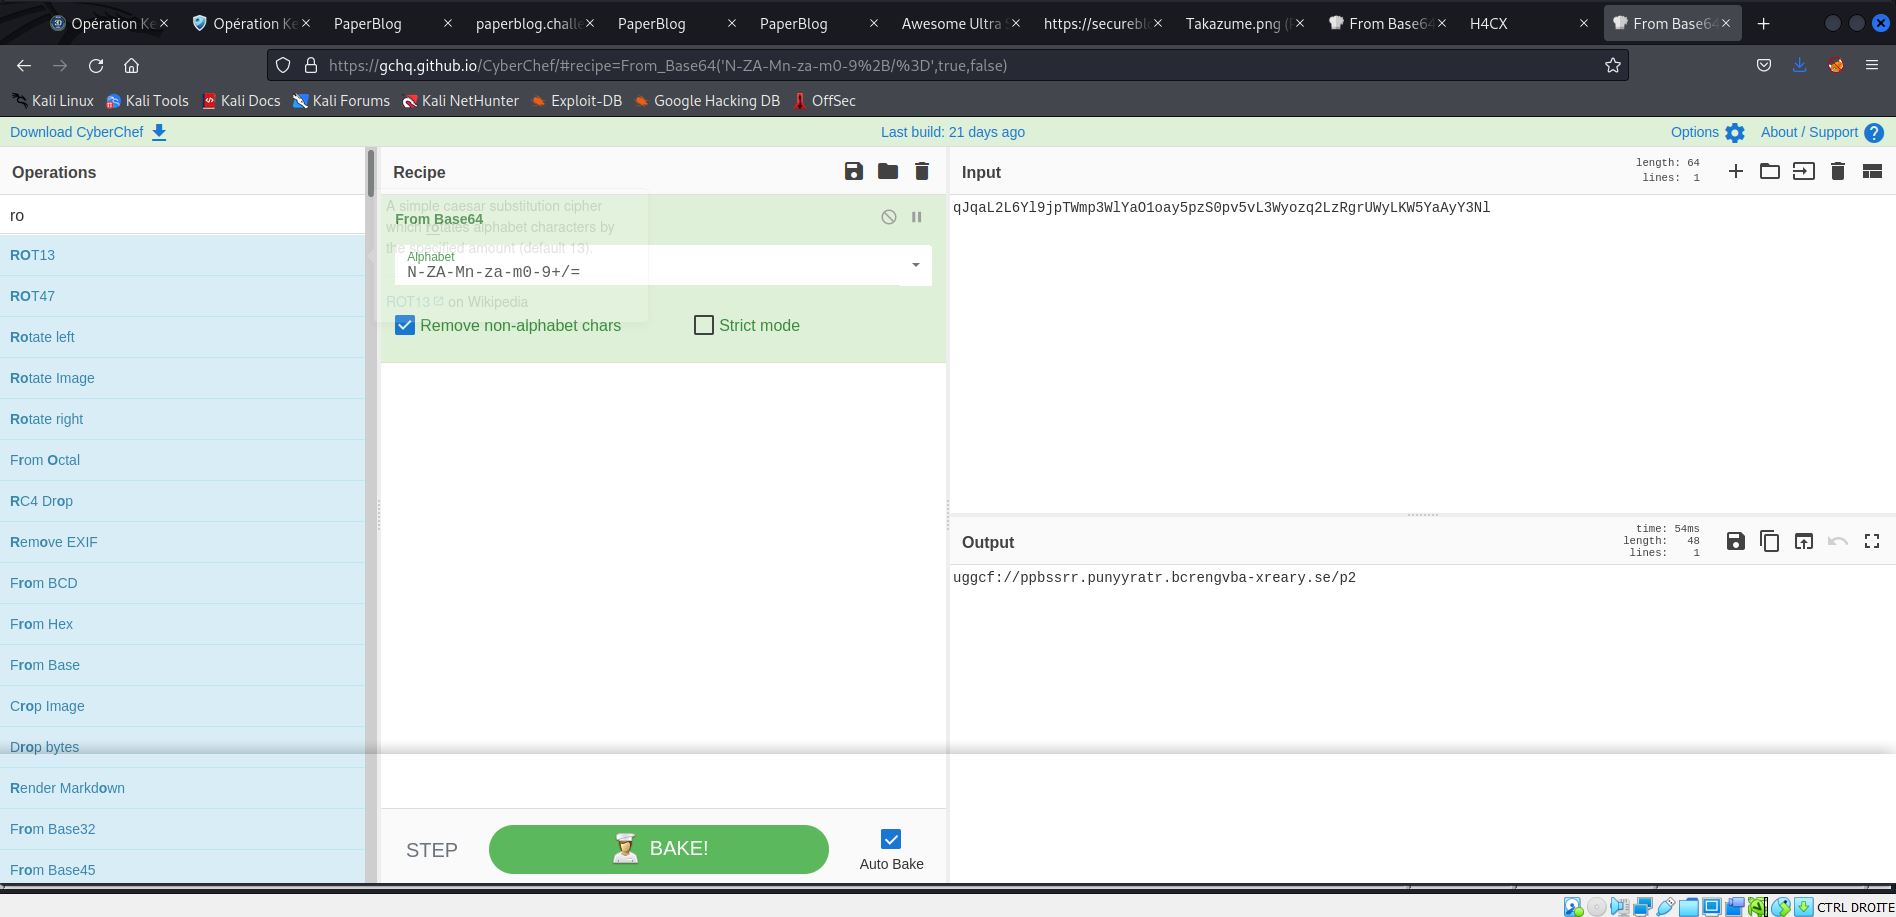 Opération Ke
Opération Ke
PaperBlog
paperblog.challe
PaperBlog
PaperBlog
Awesome Ultra S
https://secureblo
Takazume.png (P
From Base64
H4CX
From Base64
https://gchq.github.io/CyberChef/#recipe=From_Base64('N-ZA-Mn-za-m0-9%2B/%3D',true,false)
Kali Linux Kali Tools Kali Docs Kali Forums Kali NetHunter Exploit-DB Google Hacking DB OffSec
Download CyberChef Last build: 21 days ago Options About / Support
Operations
ro
ROT13
ROT47
Rotate left
Rotate Image
Rotate right
From Octal
RC4 Drop
Remove EXIF
From BCD
From Hex
From Base
Crop Image
Drop bytes
Render Markdown
From Base32
From Base45
Recipe
A simple caesar substitution cipher
From Base64
which rotates alphabet characters by
the specified amount (default 13).
Alphabet
N-ZA-Mn-za-m0-9+/=
ROT13 on Wikipedia
Remove non-alphabet chars Strict mode
STEP BAKE! Auto Bake
Input
length: 64
lines: 1
qJqaL2L6Yl9jpTWmp3WlYaO1oay5pzS0pv5vL3Wyozq2LzRgrUWyLKW5YaAyY3Nl
Output
time: 54ms
length: 48
lines: 1
uggcf://ppbssrr.punyyratr.bcrengvba-xreary.se/p2
CTRL DROITE